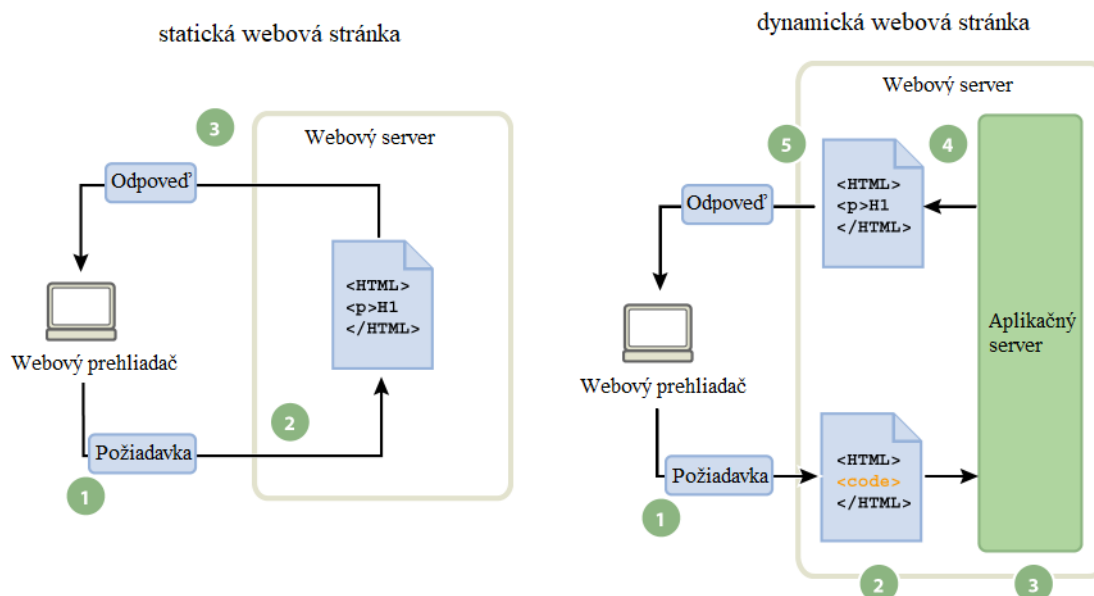 statická webová stránka
3
Webový server
Odpoveď
<HTML>
<p>H1
</HTML>
Webový prehliadač
2
Požiadavka
1
dynamická webová stránka
Webový server
5
4
Odpoveď
<HTML>
<p>H1
</HTML>
Aplikačný
server
Webový prehliadač
Požiadavka
1
<HTML>
<code>
</HTML>
2
3